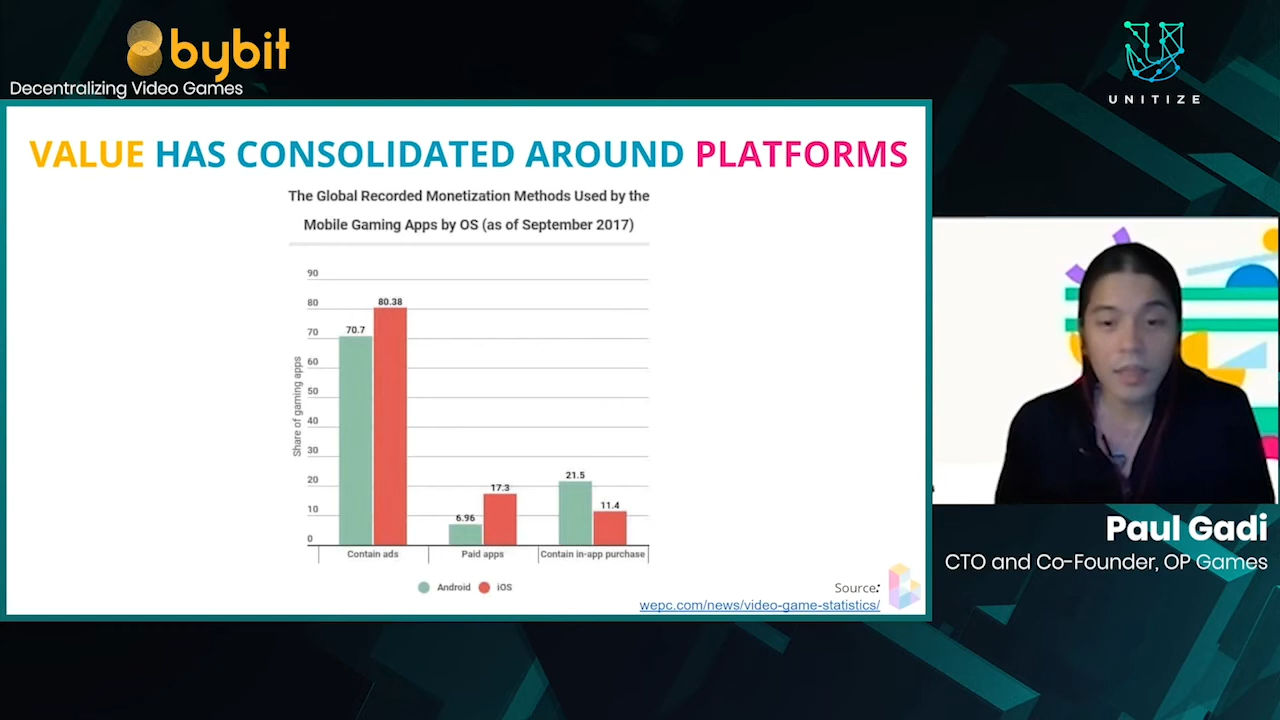 bybit
Decentralizing Video Games
UNITIZE
VALUE HAS CONSOLIDATED AROUND PLATFORMS
The Global Recorded Monetization Methods Used by the
Mobile Gaming Apps by OS (as of September 2017)
Share of gaming apps
90
80
70
60
50
40
30
20
10
0
70.7
80.38
6.96
17.3
21.5
11.4
Contain ads
Paid apps
Contain in-app purchase
Android
iOS
Source:
wepc.com/news/video-game-statistics/
Paul Gadi
CTO and Co-Founder, OP Games